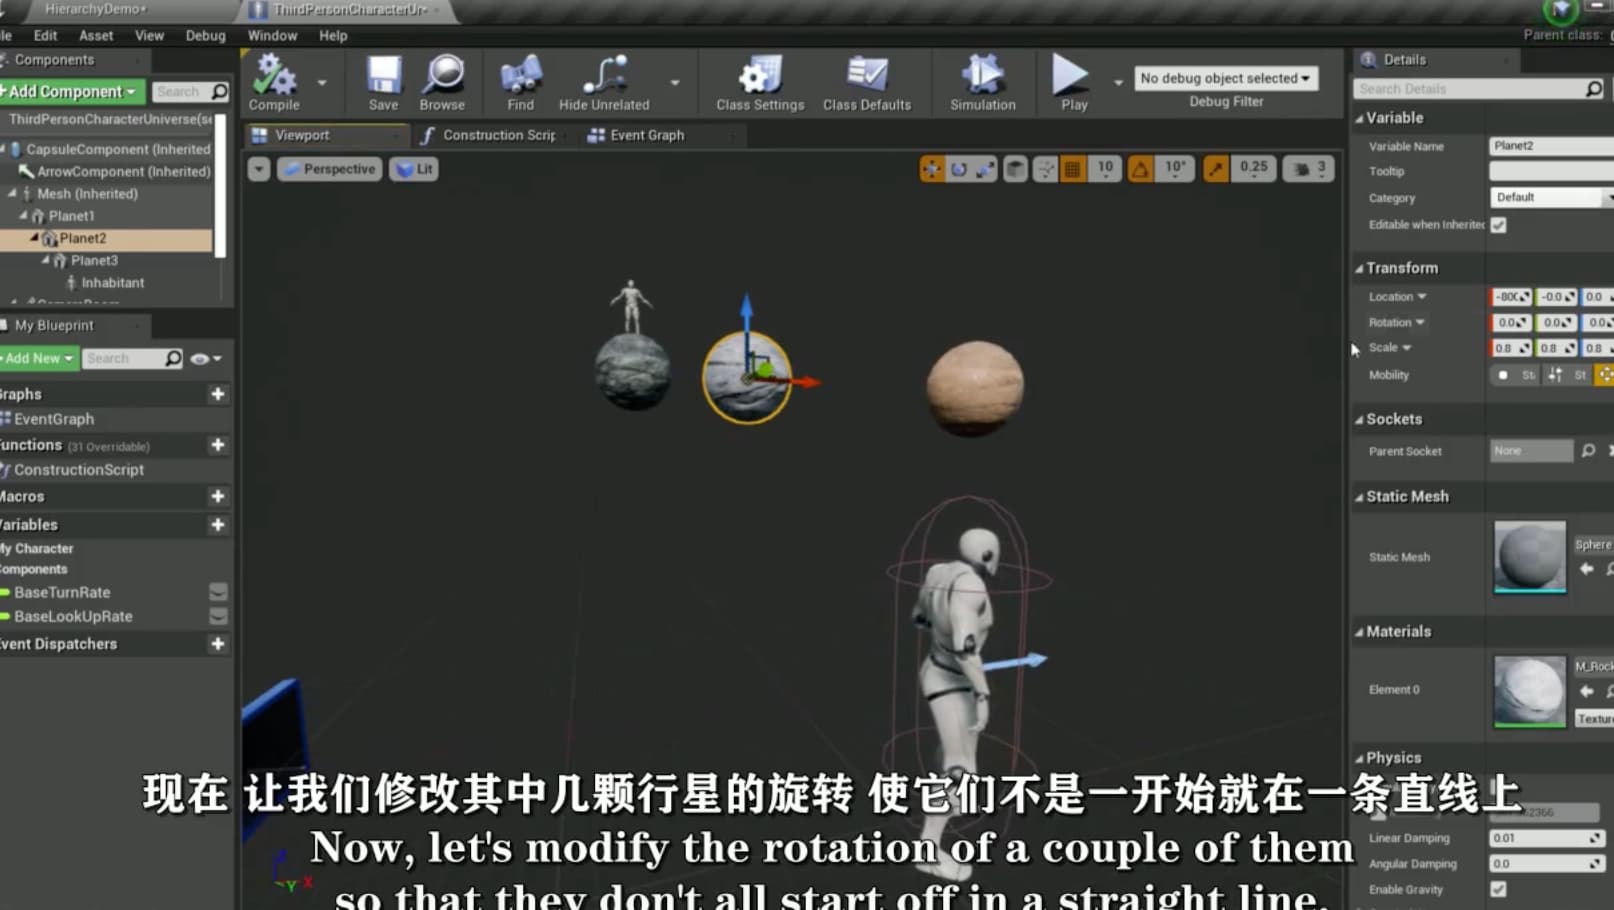 HierarchyDemo*
ThirdPersonCharacterUr*
Parent class:
Edit Asset View Debug Window Help
Components
Add Component
Search
ThirdPersonCharacterUniverse(se
CapsuleComponent (Inherited
ArrowComponent (Inherited)
Mesh (Inherited)
Planet1
Planet2
Planet3
Inhabitant
My Blueprint
Add New
Search
Graphs
EventGraph
unctions (31 Overridable)
ConstructionScript
Macros
Variables
My Character
Components
BaseTurnRate
BaseLookUpRate
Event Dispatchers
Compile
Save
Browse
Find
Hide Unrelated
Class Settings
Class Defaults
Simulation
Play
No debug object selected
Debug Filter
Viewport
Construction Scrip
Event Graph
Perspective
Lit
10
10°
0.25
3
Details
Search Details
Variable
Variable Name Planet2
Tooltip
Category Default
Editable when Inherited
Transform
Location -80 -0.0 0.0
Rotation 0.0 0.0 0.0
Scale 0.8 0.8 0.8
Mobility St St
Sockets
Parent Socket None
Static Mesh
Static Mesh
Sphere
Materials
Element 0
M_Rock
Texture
Physics
62366
Linear Damping 0.01
Angular Damping 0.0
Enable Gravity
现在 让我们修改其中几颗行星的旋转 使它们不是一开始就在一条直线上
Now, let's modify the rotation of a couple of them
so that they don't all start off in a straight line.